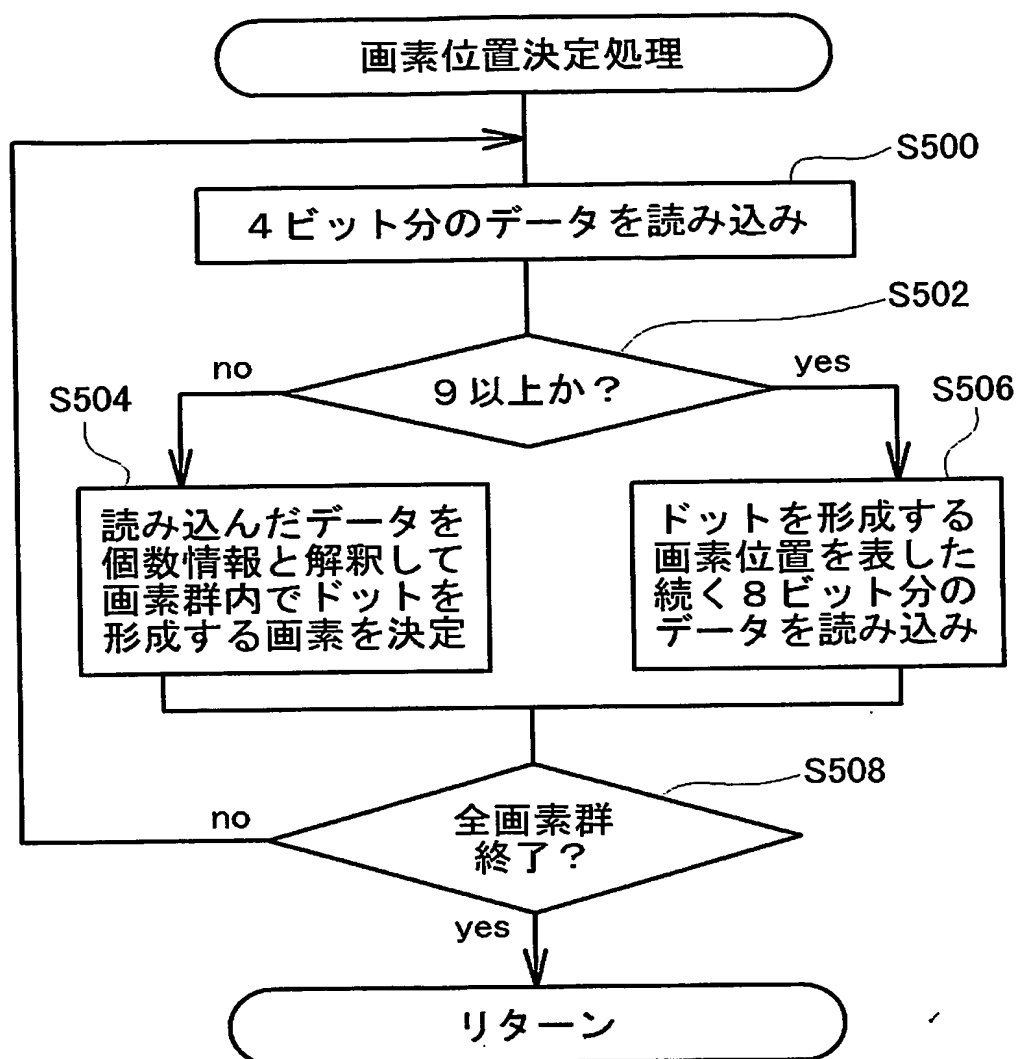 画素位置決定処理
S500
4ビット分のデータを読み込み
S502
no
yes
9以上か？
S504
S506
読み込んだデータを
個数情報と解釈して
画素群内でドットを
形成する画素を決定
ドットを形成する
画素位置を表した
続く8ビット分の
データを読み込み
S508
no
全画素群
終了？
yes
リターン